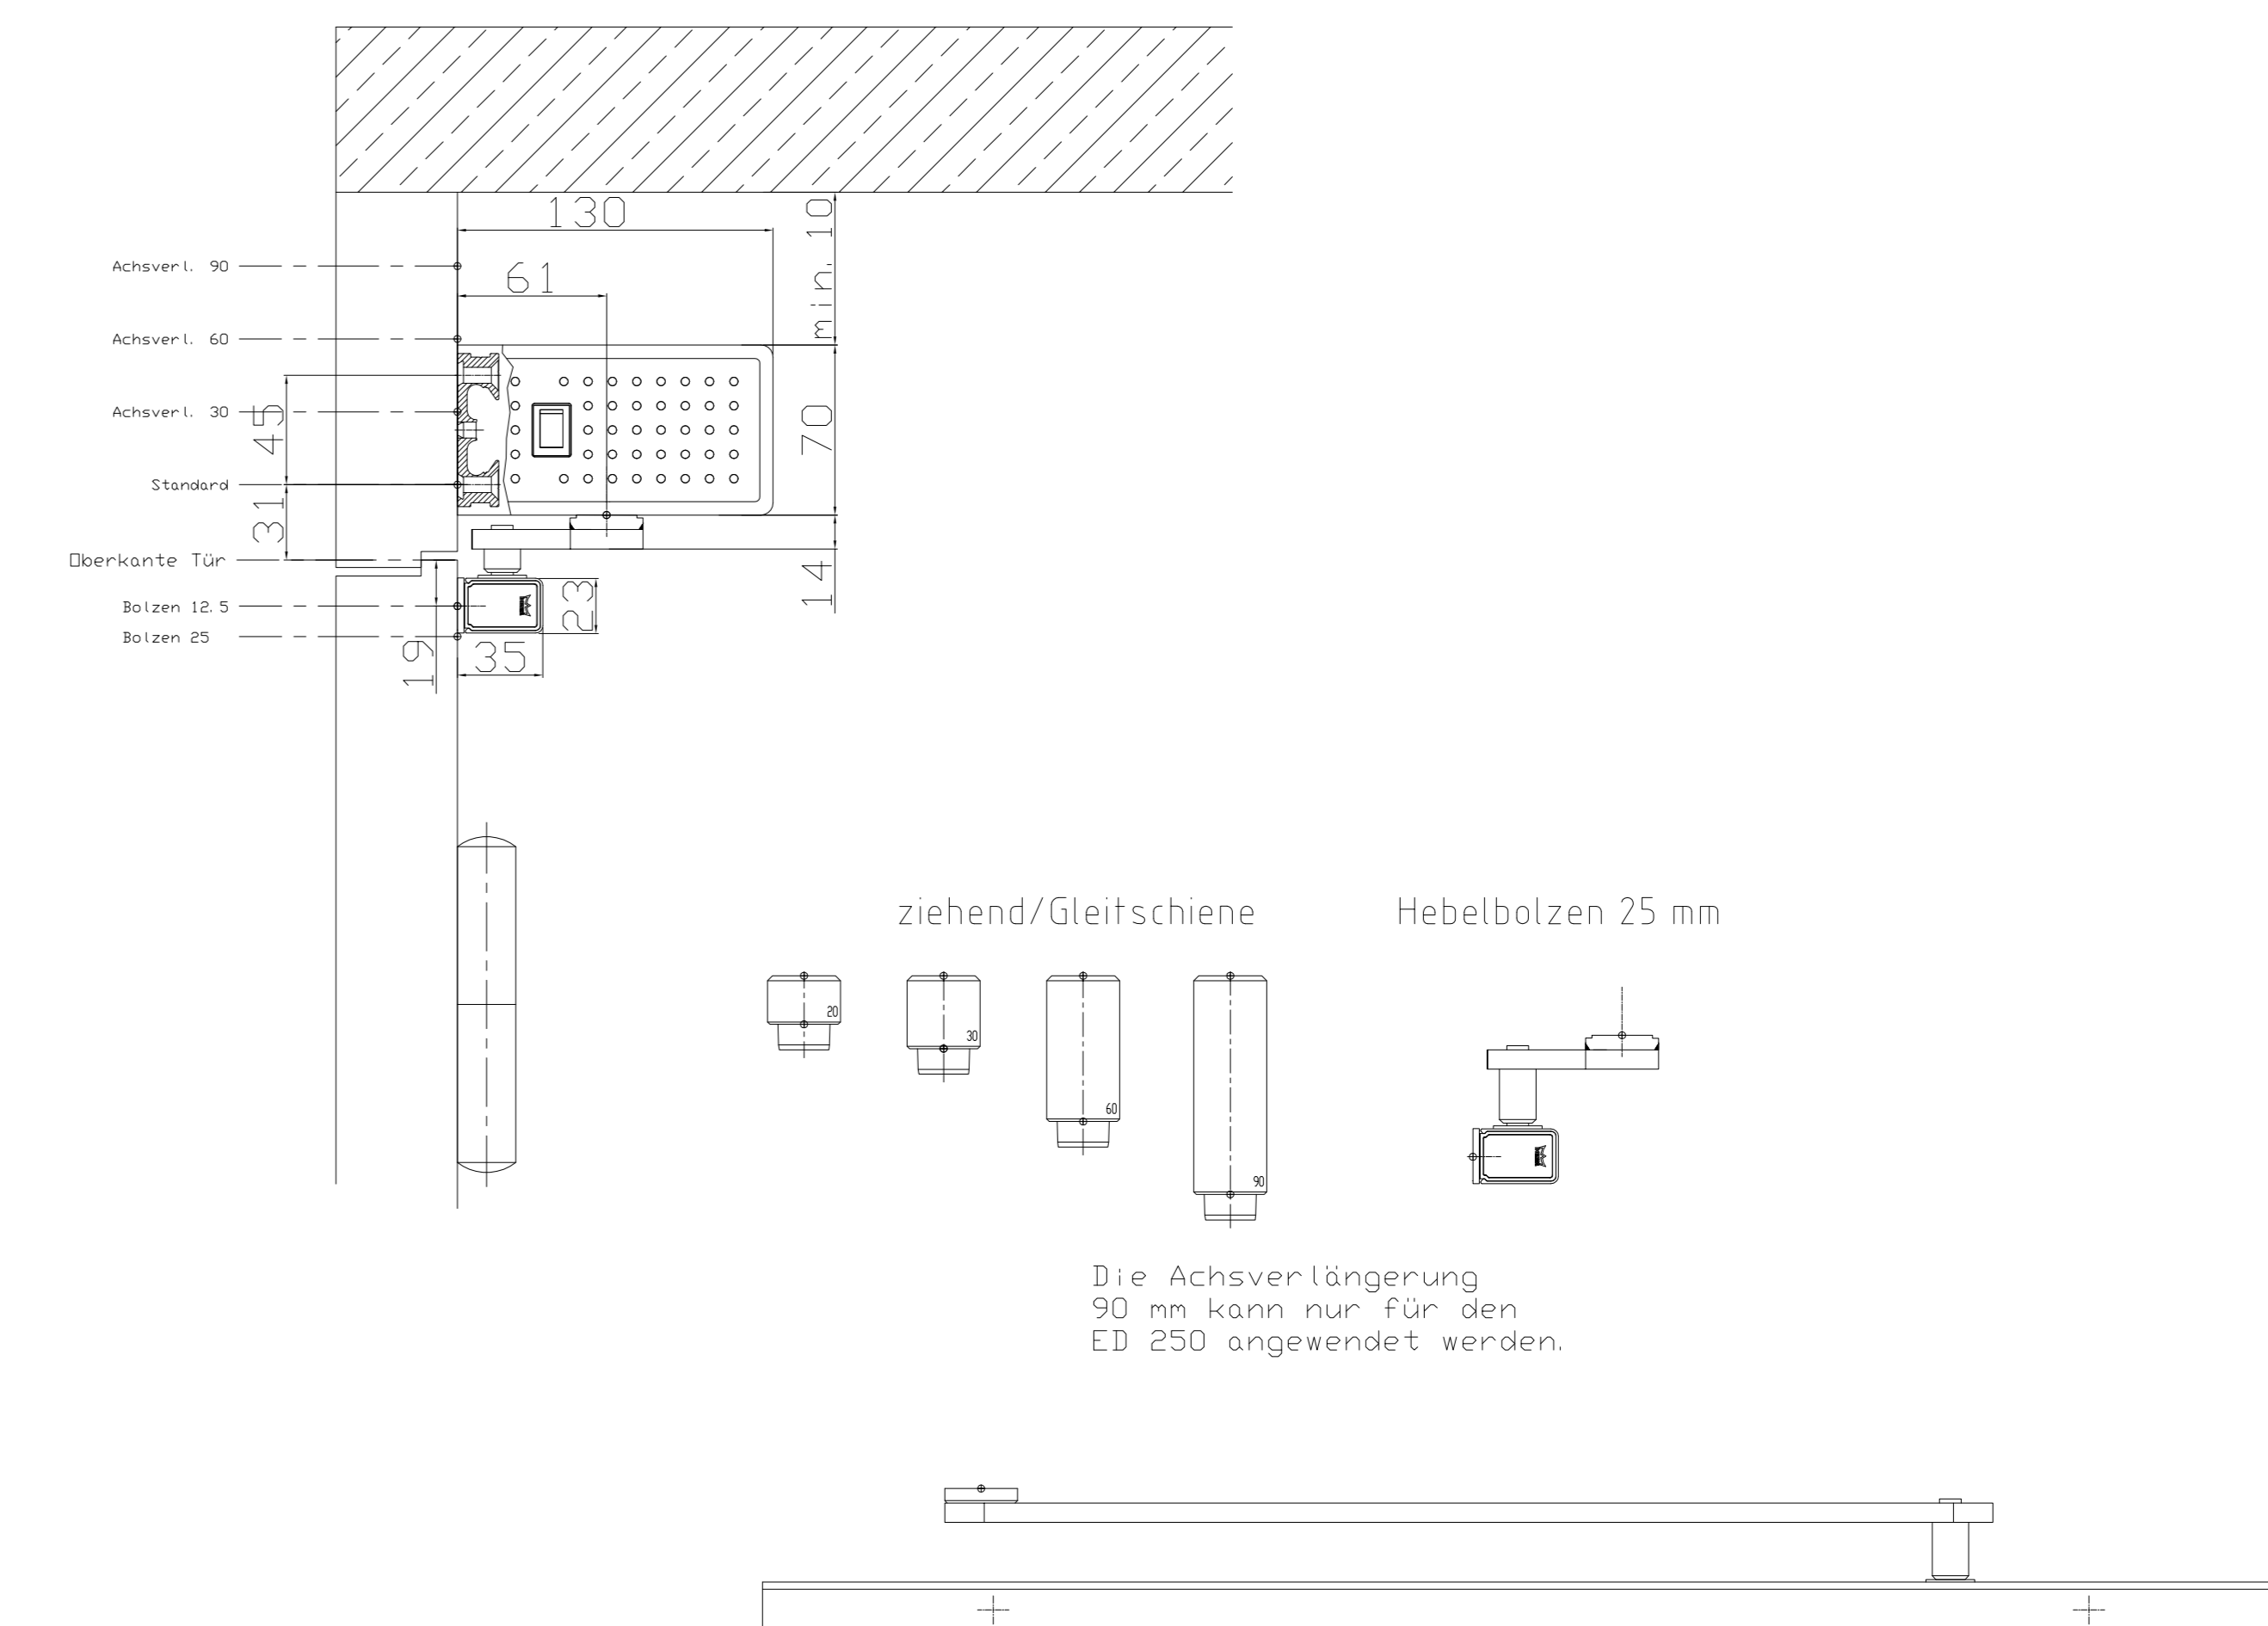 130
min. 10
Achsverl. 90
61
Achsverl. 60
Achsverl. 30
45
70
Standard
31
Oberkante Tür
14
Bolzen 12.5
23
Bolzen 25
19
35
ziehend/Gleitschiene
Hebelbolzen 25 mm
20
30
60
90
Die Achsverlängerung
90 mm kann nur für den
ED 250 angewendet werden.